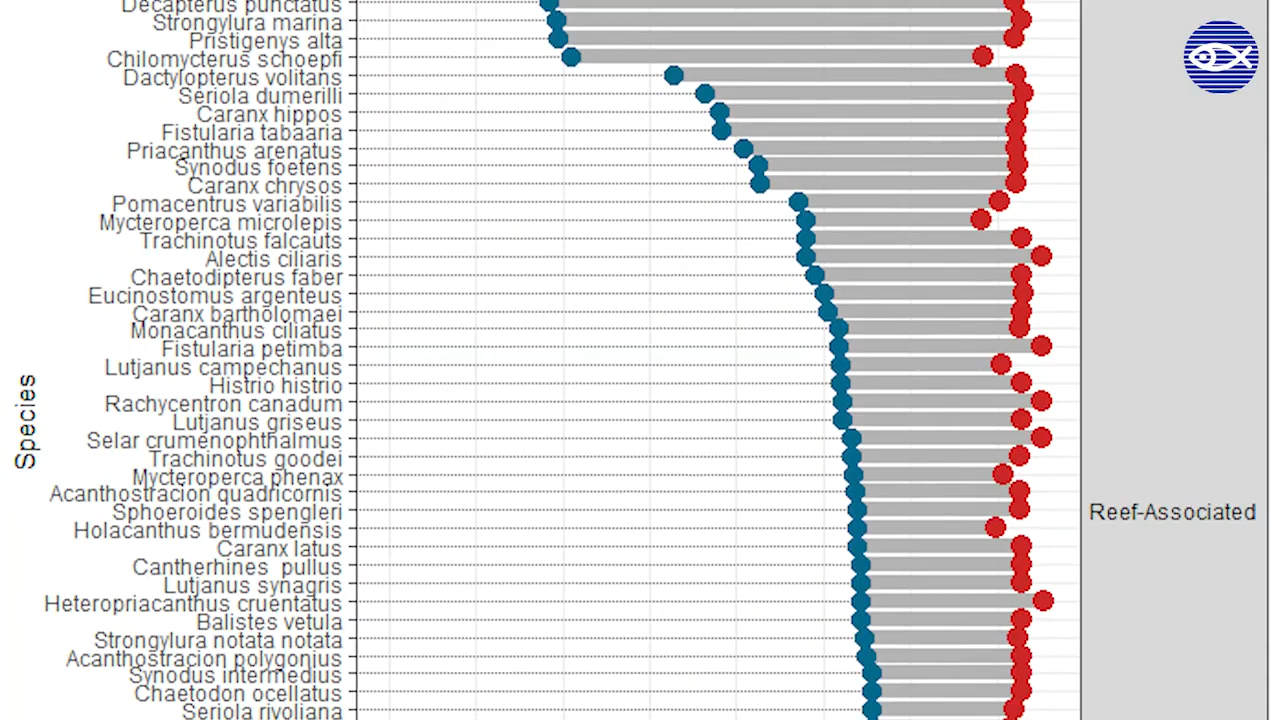 Decapterus punctatus
Strongylura marina
Pristigenys alta
Chilomycterus schoepfi
Dactylopterus volitans
Seriola dumerilli
Caranx hippos
Fistularia tabaaria
Priacanthus arenatus
Synodus foetens
Caranx chrysos
Pomacentrus variabilis
Mycteroperca microlepis
Trachinotus falcauts
Alectis ciliaris
Chaetodipterus faber
Eucinostomus argenteus
Caranx bartholomaei
Monacanthus ciliatus
Fistularia petimba
Lutjanus campechanus
Histrio histrio
Rachycentron canadum
Lutjanus griseus
Selar crumenophthalmus
Trachinotus goodei
Mycteroperca phenax
Acanthostracion quadricornis
Sphoeroides spengleri
Holacanthus bermudensis
Caranx latus
Cantherhines pullus
Lutjanus synagris
Heteropriacanthus cruentatus
Balistes vetula
Strongylura notata notata
Acanthostracion polygonius
Synodus intermedius
Chaetodon ocellatus
Seriola rivoliana
Species
Reef-Associated